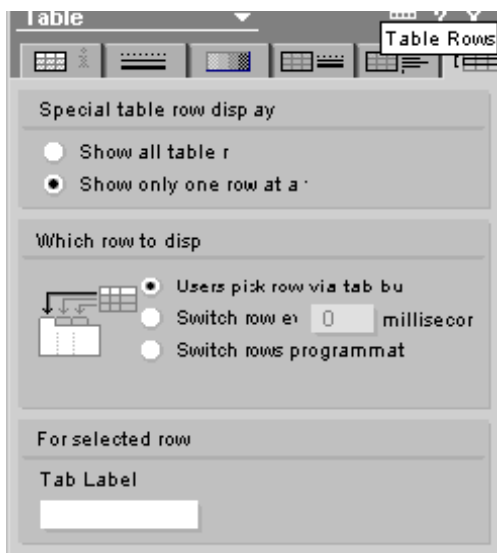 Table
Table Rows
Special table row disp ay
Show all table r
Show only one row at a
Which row to disp
Users pick row via tab bu
Switch row e 0 millisecor
Switch rows programmat
For selected row
Tab Label